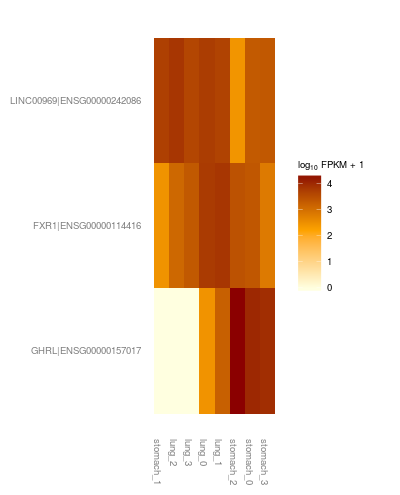 LINC00969|ENSG00000242086
FXR1|ENSG00000114416
GHRL|ENSG00000157017
log10 FPKM + 1
4
3
2
1
0
stomach_1
lung_2
lung_3
lung_0
lung_1
stomach_2
stomach_0
stomach_3